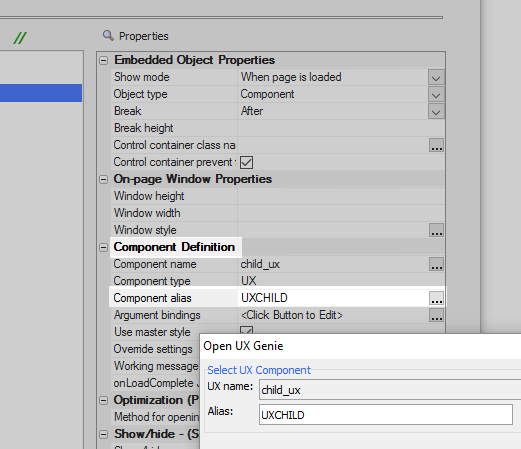 //
Properties
Embedded Object Properties
Show mode When page is loaded
Object type Component
Break After
Break height
Control container class na ...
Control container prevent
On-page Window Properties
Window height
Window width
Window style ...
Component Definition
Component name child_ux ...
Component type UX
Component alias UXCHILD ...
Argument bindings <Click Button to Edit> ...
Use master style
Override settings
Working message
onLoadComplete
Optimization (P
Method for openin
Show/hide - (S
Open UX Genie
Select UX Component
UX name: child_ux
Alias: UXCHILD